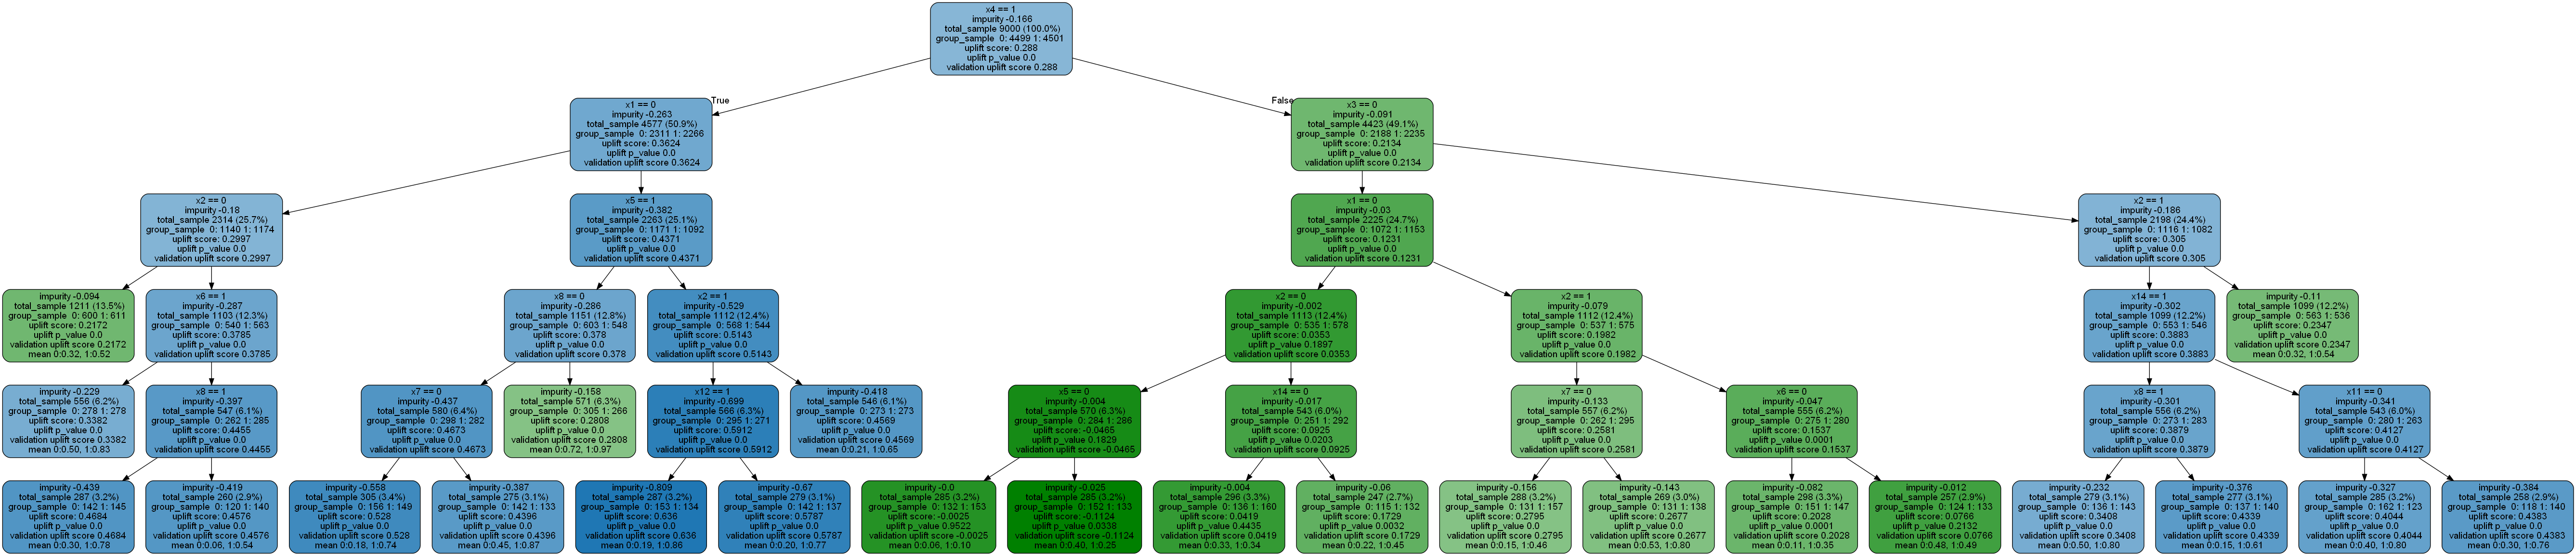 x4 == 1
impurity -0.166
total_sample 9000 (100.0%)
group_sample 0: 4499 1: 4501
uplift score: 0.288
uplift p_value 0.0
validation uplift score 0.288
True
False
x1 == 0
impurity -0.263
total_sample 4577 (50.9%)
group_sample 0: 2311 1: 2266
uplift score: 0.3624
uplift p_value 0.0
validation uplift score 0.3624
x3 == 0
impurity -0.091
total_sample 4423 (49.1%)
group_sample 0: 2188 1: 2235
uplift score: 0.2134
uplift p_value 0.0
validation uplift score 0.2134
x2 == 0
impurity -0.18
total_sample 2314 (25.7%)
group_sample 0: 1140 1: 1174
uplift score: 0.2997
uplift p_value 0.0
validation uplift score 0.2997
x5 == 1
impurity -0.382
total_sample 2263 (25.1%)
group_sample 0: 1171 1: 1092
uplift score: 0.4371
uplift p_value 0.0
validation uplift score 0.4371
x1 == 0
impurity -0.03
total_sample 2225 (24.7%)
group_sample 0: 1072 1: 1153
uplift score: 0.1231
uplift p_value 0.0
validation uplift score 0.1231
x2 == 1
impurity -0.186
total_sample 2198 (24.4%)
group_sample 0: 1116 1: 1082
uplift score: 0.305
uplift p_value 0.0
validation uplift score 0.305
impurity -0.094
total_sample 1211 (13.5%)
group_sample 0: 600 1: 611
uplift score: 0.2172
uplift p_value 0.0
validation uplift score 0.2172
mean 0:0.32, 1:0.52
x6 == 1
impurity -0.287
total_sample 1103 (12.3%)
group_sample 0: 540 1: 563
uplift score: 0.3785
uplift p_value 0.0
validation uplift score 0.3785
x8 == 0
impurity -0.286
total_sample 1151 (12.8%)
group_sample 0: 603 1: 548
uplift score: 0.378
uplift p_value 0.0
validation uplift score 0.378
x2 == 1
impurity -0.529
total_sample 1112 (12.4%)
group_sample 0: 568 1: 544
uplift score: 0.5143
uplift p_value 0.0
validation uplift score 0.5143
x2 == 0
impurity -0.002
total_sample 1113 (12.4%)
group_sample 0: 535 1: 578
uplift score: 0.0353
uplift p_value 0.1897
validation uplift score 0.0353
x2 == 1
impurity -0.079
total_sample 1112 (12.4%)
group_sample 0: 537 1: 575
uplift score: 0.1982
uplift p_value 0.0
validation uplift score 0.1982
x14 == 1
impurity -0.302
total_sample 1099 (12.2%)
group_sample 0: 553 1: 546
uplift score: 0.3883
uplift p_value 0.0
validation uplift score 0.3883
impurity -0.11
total_sample 1099 (12.2%)
group_sample 0: 563 1: 536
uplift score: 0.2347
uplift p_value 0.0
validation uplift score 0.2347
mean 0:0.32, 1:0.54
impurity -0.229
total_sample 556 (6.2%)
group_sample 0: 278 1: 278
uplift score: 0.3382
uplift p_value 0.0
validation uplift score 0.3382
mean 0:0.50, 1:0.83
x8 == 1
impurity -0.397
total_sample 547 (6.1%)
group_sample 0: 262 1: 285
uplift score: 0.4455
uplift p_value 0.0
validation uplift score 0.4455
x7 == 0
impurity -0.437
total_sample 580 (6.4%)
group_sample 0: 298 1: 282
uplift score: 0.4673
uplift p_value 0.0
validation uplift score 0.4673
impurity -0.158
total_sample 571 (6.3%)
group_sample 0: 305 1: 266
uplift score: 0.2808
uplift p_value 0.0
validation uplift score 0.2808
mean 0:0.72, 1:0.97
x12 == 1
impurity -0.699
total_sample 566 (6.3%)
group_sample 0: 295 1: 271
uplift score: 0.5912
uplift p_value 0.0
validation uplift score 0.5912
impurity -0.418
total_sample 546 (6.1%)
group_sample 0: 273 1: 273
uplift score: 0.4569
uplift p_value 0.0
validation uplift score 0.4569
mean 0:0.21, 1:0.65
x5 == 0
impurity -0.004
total_sample 570 (6.3%)
group_sample 0: 284 1: 286
uplift score: -0.0465
uplift p_value 0.1829
validation uplift score -0.0465
x14 == 0
impurity -0.017
total_sample 543 (6.0%)
group_sample 0: 251 1: 292
uplift score: 0.0925
uplift p_value 0.0203
validation uplift score 0.0925
x7 == 0
impurity -0.133
total_sample 557 (6.2%)
group_sample 0: 262 1: 295
uplift score: 0.2581
uplift p_value 0.0
validation uplift score 0.2581
x6 == 0
impurity -0.047
total_sample 555 (6.2%)
group_sample 0: 275 1: 280
uplift score: 0.1537
uplift p_value 0.0001
validation uplift score 0.1537
x8 == 1
impurity -0.301
total_sample 556 (6.2%)
group_sample 0: 273 1: 283
uplift score: 0.3879
uplift p_value 0.0
validation uplift score 0.3879
x11 == 0
impurity -0.341
total_sample 543 (6.0%)
group_sample 0: 280 1: 263
uplift score: 0.4127
uplift p_value 0.0
validation uplift score 0.4127
impurity -0.439
total_sample 287 (3.2%)
group_sample 0: 142 1: 145
uplift score: 0.4684
uplift p_value 0.0
validation uplift score 0.4684
mean 0:0.30, 1:0.78
impurity -0.419
total_sample 260 (2.9%)
group_sample 0: 120 1: 140
uplift score: 0.4576
uplift p_value 0.0
validation uplift score 0.4576
mean 0:0.06, 1:0.54
impurity -0.558
total_sample 305 (3.4%)
group_sample 0: 156 1: 149
uplift score: 0.528
uplift p_value 0.0
validation uplift score 0.528
mean 0:0.18, 1:0.74
impurity -0.387
total_sample 275 (3.1%)
group_sample 0: 142 1: 133
uplift score: 0.4396
uplift p_value 0.0
validation uplift score 0.4396
mean 0:0.45, 1:0.87
impurity -0.809
total_sample 287 (3.2%)
group_sample 0: 153 1: 134
uplift score: 0.636
uplift p_value 0.0
validation uplift score 0.636
mean 0:0.19, 1:0.86
impurity -0.67
total_sample 279 (3.1%)
group_sample 0: 142 1: 137
uplift score: 0.5787
uplift p_value 0.0
validation uplift score 0.5787
mean 0:0.20, 1:0.77
impurity -0.0
total_sample 285 (3.2%)
group_sample 0: 132 1: 153
uplift score: -0.0025
uplift p_value 0.9522
validation uplift score -0.0025
mean 0:0.06, 1:0.10
impurity -0.025
total_sample 285 (3.2%)
group_sample 0: 152 1: 133
uplift score: -0.1124
uplift p_value 0.0338
validation uplift score -0.1124
mean 0:0.40, 1:0.25
impurity -0.004
total_sample 296 (3.3%)
group_sample 0: 136 1: 160
uplift score: 0.0419
uplift p_value 0.4435
validation uplift score 0.0419
mean 0:0.33, 1:0.34
impurity -0.06
total_sample 247 (2.7%)
group_sample 0: 115 1: 132
uplift score: 0.1729
uplift p_value 0.0032
validation uplift score 0.1729
mean 0:0.22, 1:0.45
impurity -0.156
total_sample 288 (3.2%)
group_sample 0: 131 1: 157
uplift score: 0.2795
uplift p_value 0.0
validation uplift score 0.2795
mean 0:0.15, 1:0.46
impurity -0.143
total_sample 269 (3.0%)
group_sample 0: 131 1: 138
uplift score: 0.2677
uplift p_value 0.0
validation uplift score 0.2677
mean 0:0.53, 1:0.80
impurity -0.082
total_sample 298 (3.3%)
group_sample 0: 151 1: 147
uplift score: 0.2028
uplift p_value 0.0001
validation uplift score 0.2028
mean 0:0.11, 1:0.35
impurity -0.012
total_sample 257 (2.9%)
group_sample 0: 124 1: 133
uplift score: 0.0766
uplift p_value 0.2132
validation uplift score 0.0766
mean 0:0.48, 1:0.49
impurity -0.232
total_sample 279 (3.1%)
group_sample 0: 136 1: 143
uplift score: 0.3408
uplift p_value 0.0
validation uplift score 0.3408
mean 0:0.50, 1:0.80
impurity -0.376
total_sample 277 (3.1%)
group_sample 0: 137 1: 140
uplift score: 0.4339
uplift p_value 0.0
validation uplift score 0.4339
mean 0:0.15, 1:0.61
impurity -0.327
total_sample 285 (3.2%)
group_sample 0: 162 1: 123
uplift score: 0.4044
uplift p_value 0.0
validation uplift score 0.4044
mean 0:0.40, 1:0.80
impurity -0.384
total_sample 258 (2.9%)
group_sample 0: 118 1: 140
uplift score: 0.4383
uplift p_value 0.0
validation uplift score 0.4383
mean 0:0.30, 1:0.76